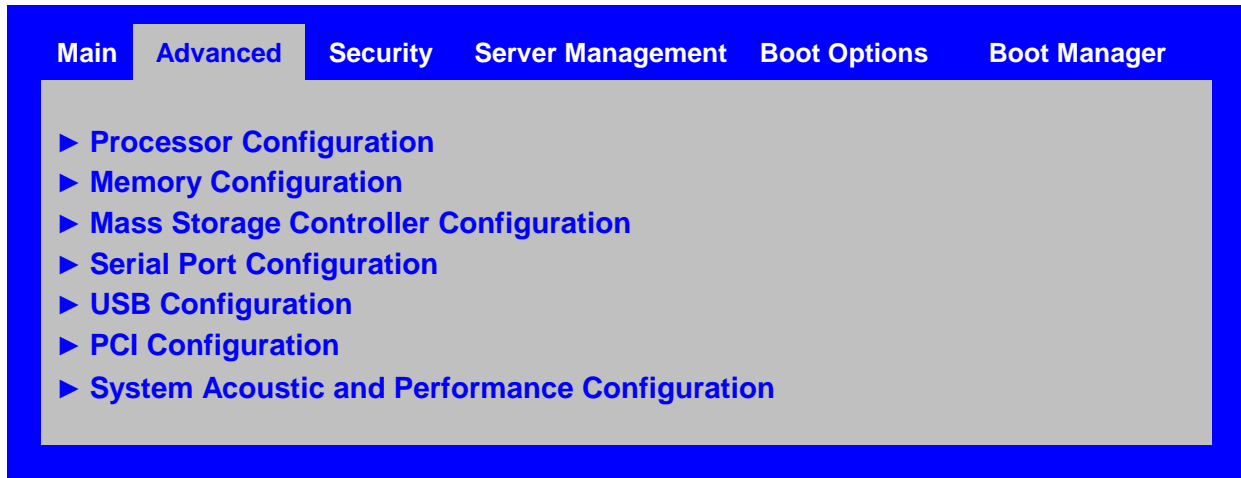 Main Advanced Security Server Management Boot Options Boot Manager
► Processor Configuration
► Memory Configuration
► Mass Storage Controller Configuration
► Serial Port Configuration
► USB Configuration
► PCI Configuration
► System Acoustic and Performance Configuration